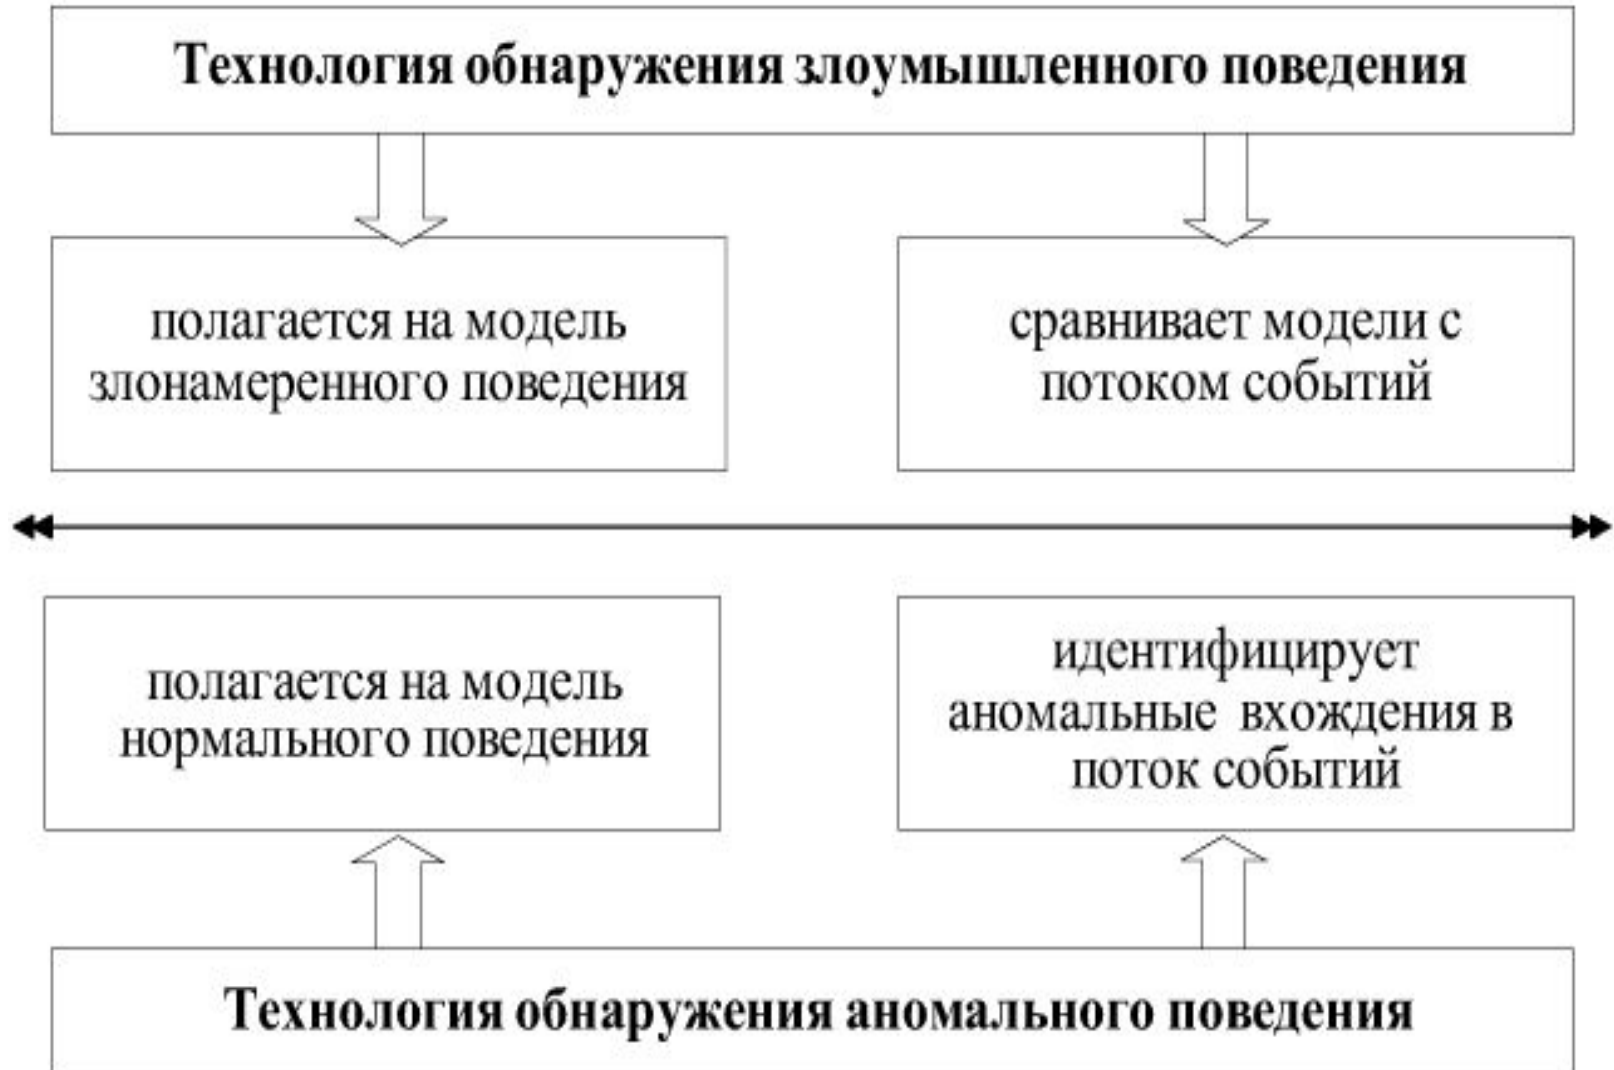 Технология обнаружения злоумышленного поведения
полагается на модель
злонамеренного поведения
сравнивает модели с
потоком событий
полагается на модель
нормального поведения
идентифицирует
аномальные вхождения в
поток событий
Технология обнаружения аномального поведения